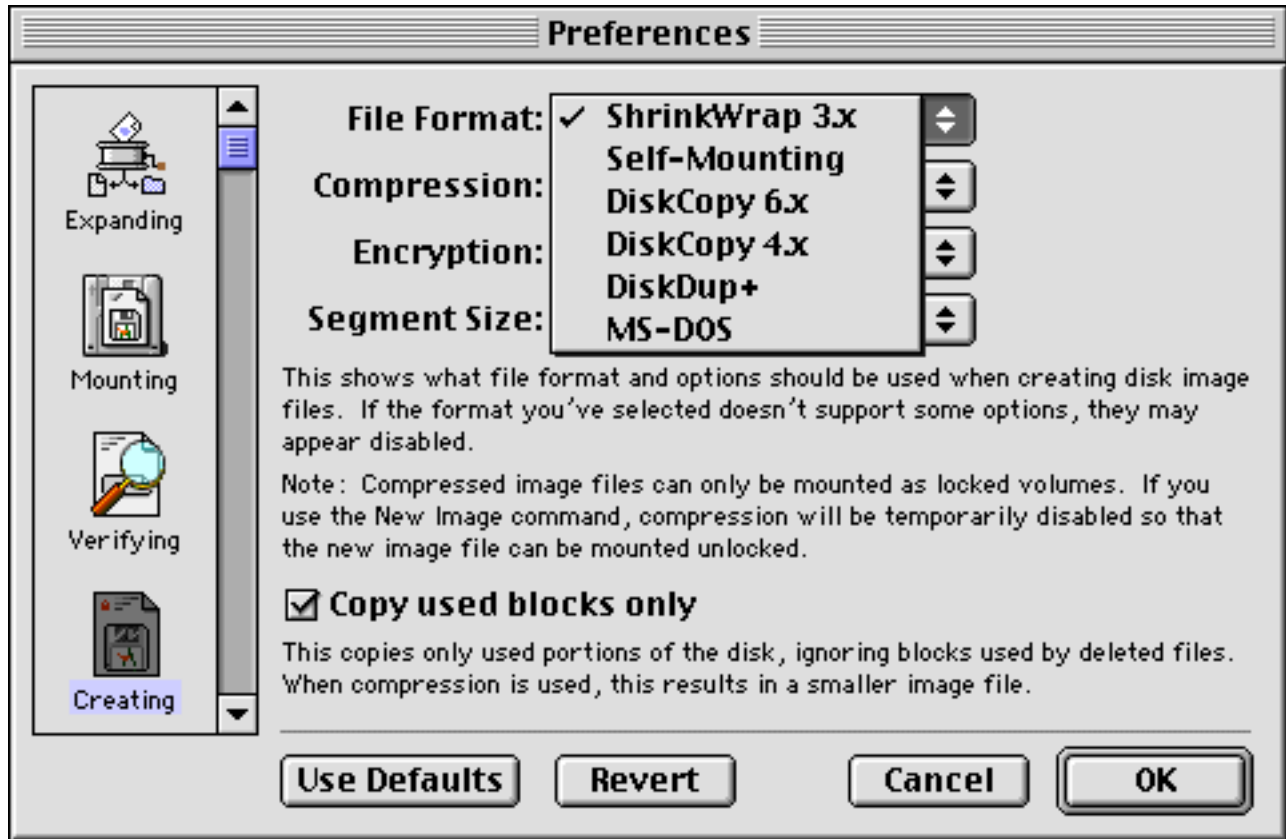 Preferences
Expanding
Mounting
Verifying
Creating
File Format:
✓ ShrinkWrap 3.x
Self-Mounting
DiskCopy 6.x
DiskCopy 4.x
DiskDup+
MS-DOS
Compression:
Encryption:
Segment Size:
This shows what file format and options should be used when creating disk image
files. If the format you've selected doesn't support some options, they may
appear disabled.
Note: Compressed image files can only be mounted as locked volumes. If you
use the New Image command, compression will be temporarily disabled so that
the new image file can be mounted unlocked.
Copy used blocks only
This copies only used portions of the disk, ignoring blocks used by deleted files.
When compression is used, this results in a smaller image file.
Use Defaults
Revert
Cancel
OK